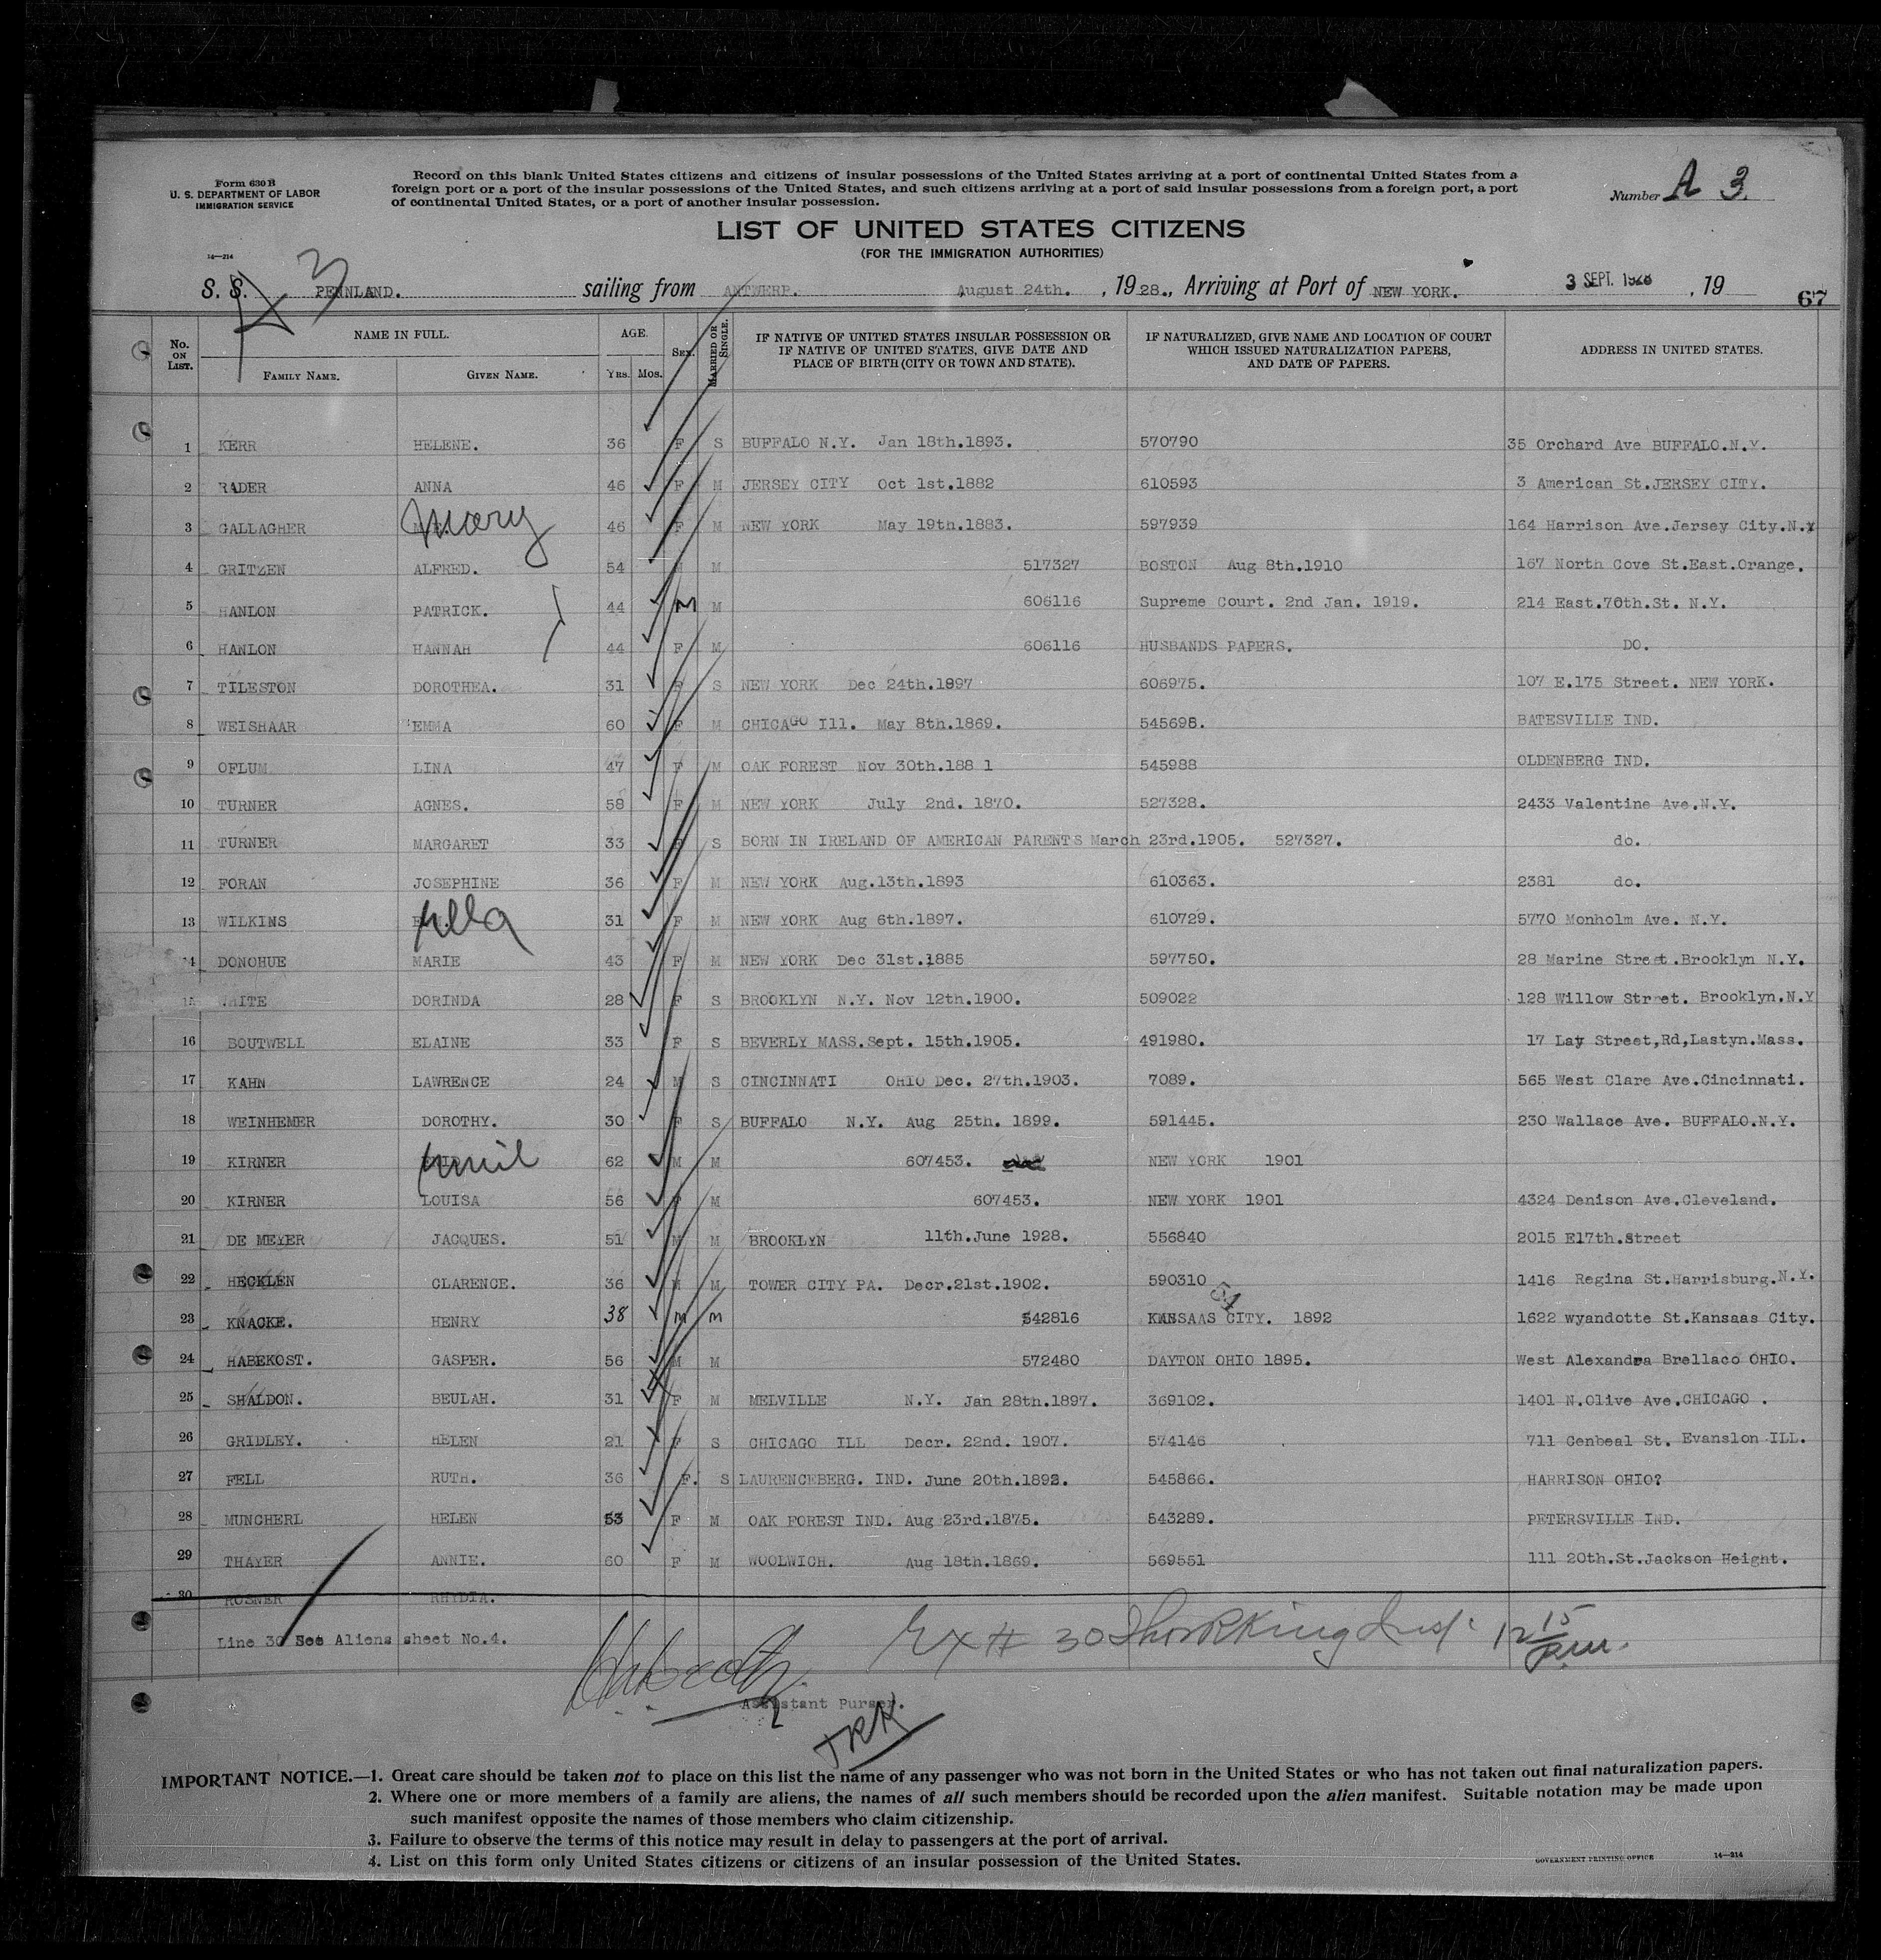 Form 630 B
U. S. DEPARTMENT OF LABOR
IMMIGRATION SERVICE
14—214
Record on this blank United States citizens and citizens of insular possessions of the United States arriving at a port of continental United States from a
foreign port or a port of the insular possessions of the United States, and such citizens arriving at a port of said insular possessions from a foreign port, a port
of continental United States, or a port of another insular possession.
Number A 3.
LIST OF UNITED STATES CITIZENS
(FOR THE IMMIGRATION AUTHORITIES)
3
S. S. PENNLAND. sailing from ANTWERP. August 24th. , 1928., Arriving at Port of NEW YORK. 3 SEPT. 1928 , 19
67
No. ON LIST. NAME IN FULL. FAMILY NAME. GIVEN NAME. AGE. YRS. MOS. SEX. MARRIED OR SINGLE. IF NATIVE OF UNITED STATES INSULAR POSSESSION OR IF NATIVE OF UNITED STATES, GIVE DATE AND PLACE OF BIRTH (CITY OR TOWN AND STATE). IF NATURALIZED, GIVE NAME AND LOCATION OF COURT WHICH ISSUED NATURALIZATION PAPERS, AND DATE OF PAPERS. ADDRESS IN UNITED STATES.
1 KERR HELENE. 36 F S BUFFALO N.Y. Jan 18th.1893. 570790 35 Orchard Ave BUFFALO.N.Y.
2 RADER ANNA 46 F M JERSEY CITY Oct 1st.1882 610593 3 American St.JERSEY CITY.
3 GALLAGHER Mary 46 F M NEW YORK May 19th.1883. 597939 164 Harrison Ave.Jersey City.N.Y
4 GRITZEN ALFRED. 54 M M 517327 BOSTON Aug 8th.1910 167 North Cove St.East.Orange.
5 HANLON PATRICK. 44 M M 606116 Supreme Court. 2nd Jan. 1919. 214 East.70th.St. N.Y.
6 HANLON HANNAH 44 F M 606116 HUSBANDS PAPERS. DO.
7 TILESTON DOROTHEA. 31 F S NEW YORK Dec 24th.1897 606975. 107 E.175 Street. NEW YORK.
8 WEISHAAR EMMA 60 F M CHICAGO Ill. May 8th.1869. 545695. BATESVILLE IND.
9 OFLUM LINA 47 F M OAK FOREST Nov 30th.188 1 545988 OLDENBERG IND.
10 TURNER AGNES. 58 F M NEW YORK July 2nd. 1870. 527328. 2433 Valentine Ave.N.Y.
11 TURNER MARGARET 33 F S BORN IN IRELAND OF AMERICAN PARENTS March 23rd.1905. 527327. do.
12 FORAN JOSEPHINE 36 F M NEW YORK Aug.13th.1893 610363. 2381 do.
13 WILKINS Ella 31 F M NEW YORK Aug 6th.1897. 610729. 5770 Monholm Ave. N.Y.
14 DONOHUE MARIE 43 F M NEW YORK Dec 31st.1885 597750. 28 Marine Street.Brooklyn N.Y.
15 WHITE DORINDA 28 F S BROOKLYN N.Y. Nov 12th.1900. 509022 128 Willow Street. Brooklyn.N.Y
16 BOUTWELL ELAINE 33 F S BEVERLY MASS.Sept. 15th.1905. 491980. 17 Lay Street,Rd,Lastyn.Mass.
17 KAHN LAWRENCE 24 M S CINCINNATI OHIO Dec. 27th.1903. 7089. 565 West Clare Ave.Cincinnati.
18 WEINHEMER DOROTHY. 30 F S BUFFALO N.Y. Aug 25th. 1899. 591445. 230 Wallace Ave. BUFFALO.N.Y.
19 KIRNER Emil 62 M M 607453. NEW YORK 1901
20 KIRNER LOUISA 56 F M 607453. NEW YORK 1901 4324 Denison Ave.Cleveland.
21 DE MEYER JACQUES. 51 M M BROOKLYN 11th.June 1928. 556840 2015 E17th.Street
22 HECKLEN CLARENCE. 36 M M TOWER CITY PA. Decr.21st.1902. 590310 1416 Regina St.Harrisburg.N.Y.
23 KNACKE. HENRY 38 M M 542816 KANSAAS CITY. 1892 1622 wyandotte St.Kansaas City.
24 HABEKOST. GASPER. 56 M M 572480 DAYTON OHIO 1895. West Alexandra Brellaco OHIO.
25 SHALDON. BEULAH. 31 F M MELVILLE N.Y. Jan 28th.1897. 369102. 1401 N.Olive Ave.CHICAGO .
26 GRIDLEY. HELEN 21 F S CHICAGO ILL Decr. 22nd. 1907. 574146 711 Cenbeal St. Evanslon ILL.
27 FELL RUTH. 36 F. S LAURENCEBERG. IND. June 20th.1892. 545866. HARRISON OHIO?
28 MUNCHERL HELEN 53 F M OAK FOREST IND. Aug 23rd.1875. 543289. PETERSVILLE IND.
29 THAYER ANNIE. 60 F M WOOLWICH. Aug 18th.1869. 569551 111 20th.St.Jackson Height.
30 ROSNER RHYDIA.
Line 30 See Aliens sheet No.4.
Ex # 30 Thos R King Insp. 12 15 p.m.
Assistant Purser.
TRK
IMPORTANT NOTICE.—1. Great care should be taken not to place on this list the name of any passenger who was not born in the United States or who has not taken out final naturalization papers.
2. Where one or more members of a family are aliens, the names of all such members should be recorded upon the alien manifest. Suitable notation may be made upon
such manifest opposite the names of those members who claim citizenship.
3. Failure to observe the terms of this notice may result in delay to passengers at the port of arrival.
4. List on this form only United States citizens or citizens of an insular possession of the United States.
GOVERNMENT PRINTING OFFICE 14—214